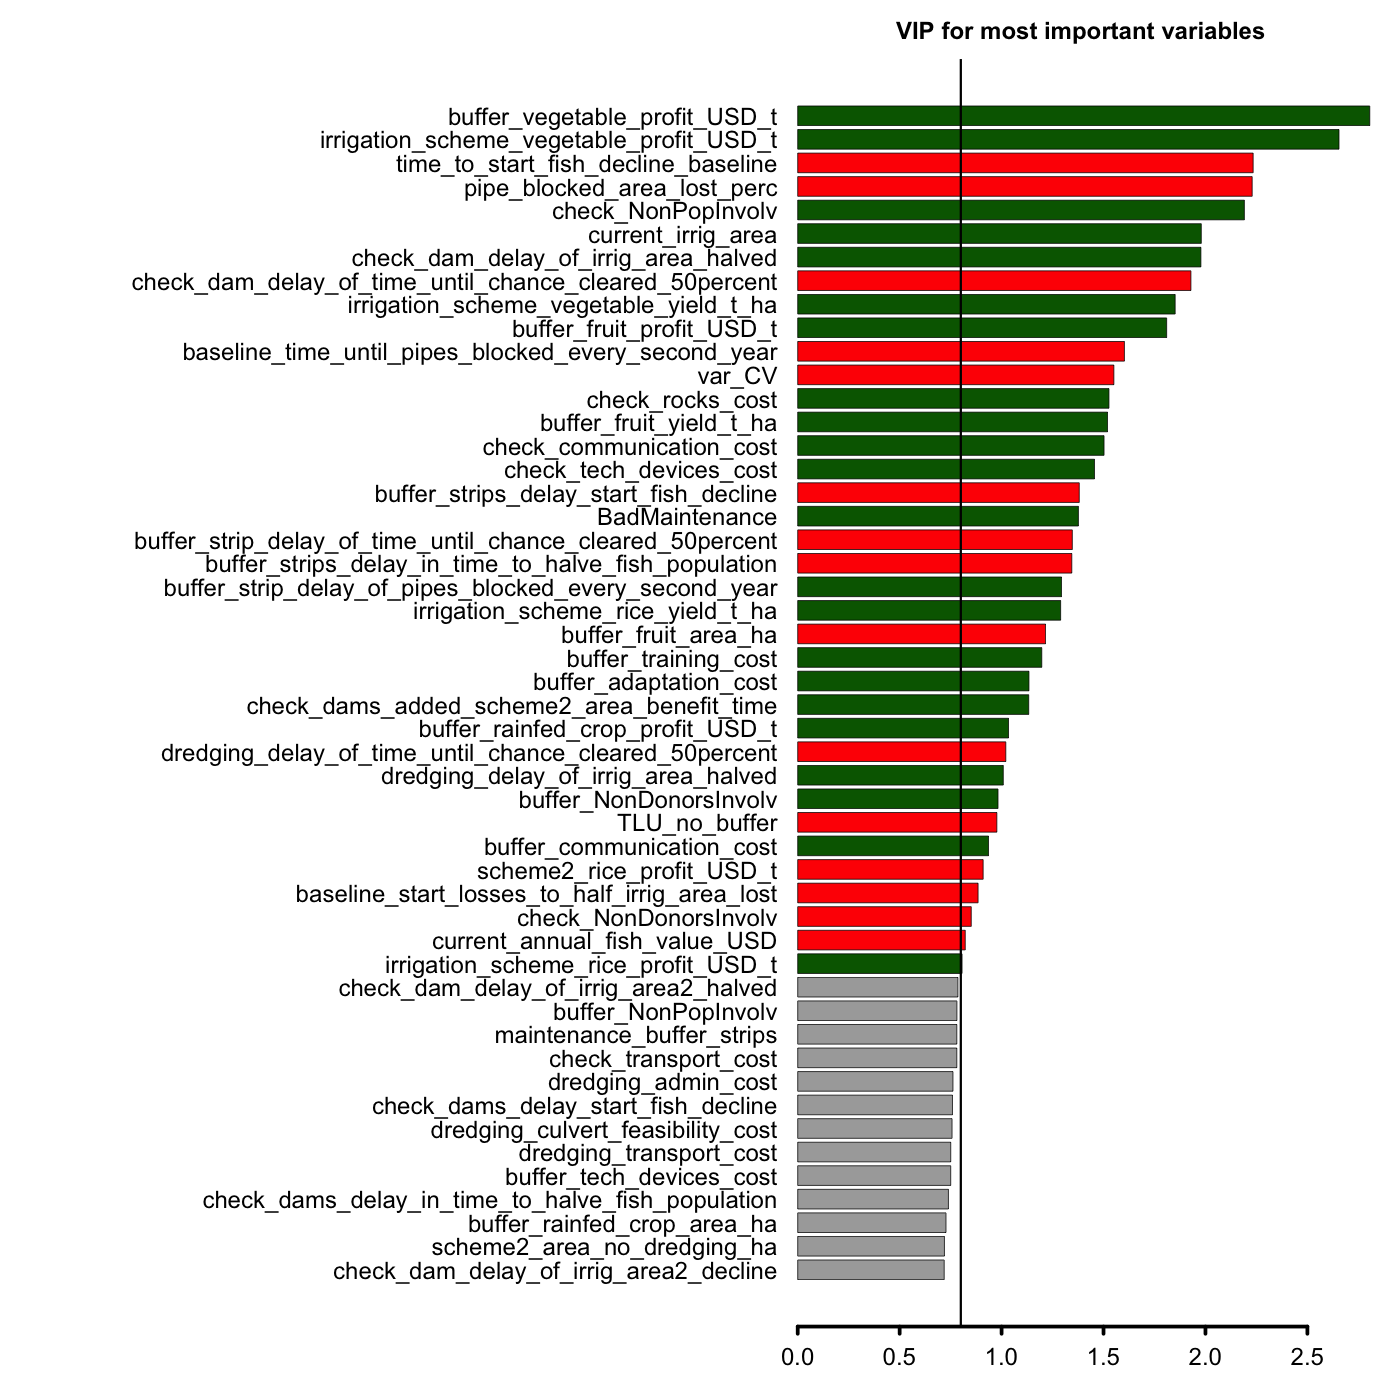 VIP for most important variables
buffer_vegetable_profit_USD_t
irrigation_scheme_vegetable_profit_USD_t
time_to_start_fish_decline_baseline
pipe_blocked_area_lost_perc
check_NonPopInvolv
current_irrig_area
check_dam_delay_of_irrig_area_halved
check_dam_delay_of_time_until_chance_cleared_50percent
irrigation_scheme_vegetable_yield_t_ha
buffer_fruit_profit_USD_t
baseline_time_until_pipes_blocked_every_second_year
var_CV
check_rocks_cost
buffer_fruit_yield_t_ha
check_communication_cost
check_tech_devices_cost
buffer_strips_delay_start_fish_decline
BadMaintenance
buffer_strip_delay_of_time_until_chance_cleared_50percent
buffer_strips_delay_in_time_to_halve_fish_population
buffer_strip_delay_of_pipes_blocked_every_second_year
irrigation_scheme_rice_yield_t_ha
buffer_fruit_area_ha
buffer_training_cost
buffer_adaptation_cost
check_dams_added_scheme2_area_benefit_time
buffer_rainfed_crop_profit_USD_t
dredging_delay_of_time_until_chance_cleared_50percent
dredging_delay_of_irrig_area_halved
buffer_NonDonorsInvolv
TLU_no_buffer
buffer_communication_cost
scheme2_rice_profit_USD_t
baseline_start_losses_to_half_irrig_area_lost
check_NonDonorsInvolv
current_annual_fish_value_USD
irrigation_scheme_rice_profit_USD_t
check_dam_delay_of_irrig_area2_halved
buffer_NonPopInvolv
maintenance_buffer_strips
check_transport_cost
dredging_admin_cost
check_dams_delay_start_fish_decline
dredging_culvert_feasibility_cost
dredging_transport_cost
buffer_tech_devices_cost
check_dams_delay_in_time_to_halve_fish_population
buffer_rainfed_crop_area_ha
scheme2_area_no_dredging_ha
check_dam_delay_of_irrig_area2_decline
0.0 0.5 1.0 1.5 2.0 2.5